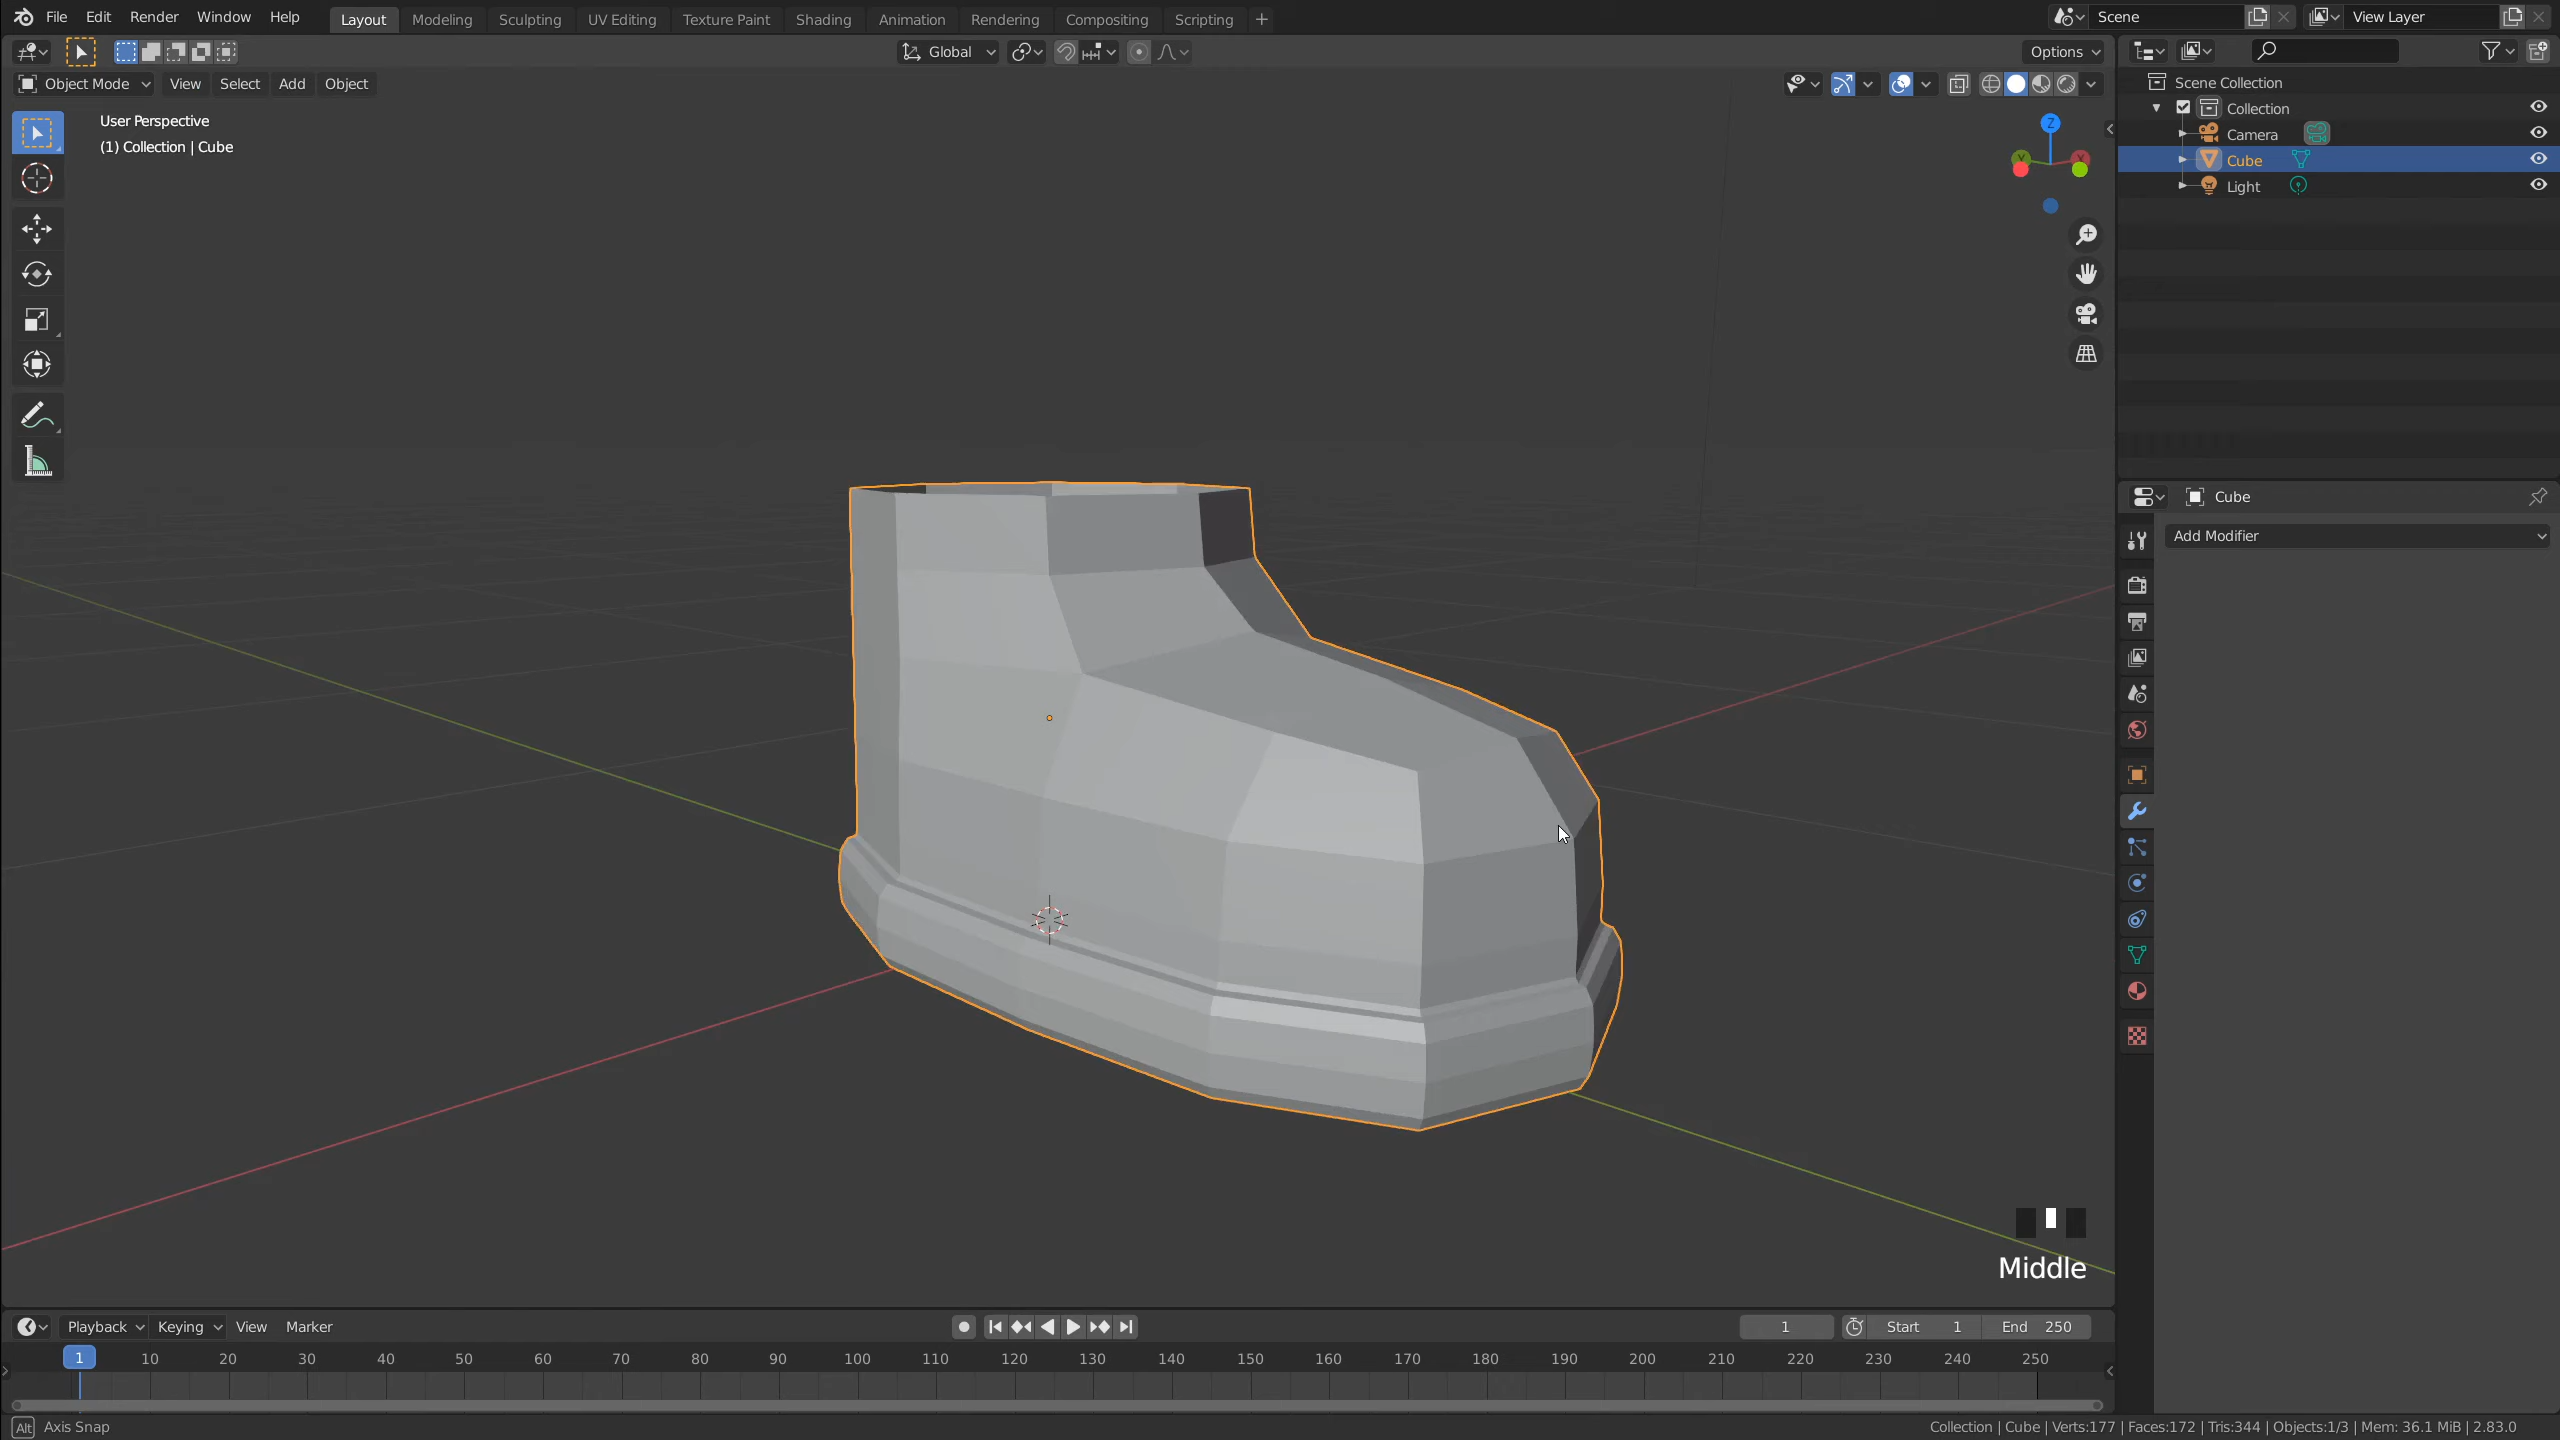 File Edit Render Window Help Layout Modeling Sculpting UV Editing Texture Paint Shading Animation Rendering Compositing Scripting + Scene View Layer
Global Options
Object Mode View Select Add Object
User Perspective
(1) Collection | Cube
Z
Y
X
Scene Collection
Collection
Camera
Cube
Light
Cube
Add Modifier
Middle
Playback Keying View Marker 1 Start 1 End 250
1 10 20 30 40 50 60 70 80 90 100 110 120 130 140 150 160 170 180 190 200 210 220 230 240 250
Alt Axis Snap
Collection | Cube | Verts:177 | Faces:172 | Tris:344 | Objects:1/3 | Mem: 36.1 MiB | 2.83.0